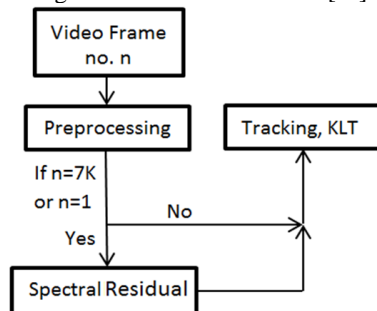 Video Frame
no. n
Preprocessing
Tracking, KLT
If n=7K
or n=1
No
Yes
Spectral Residual